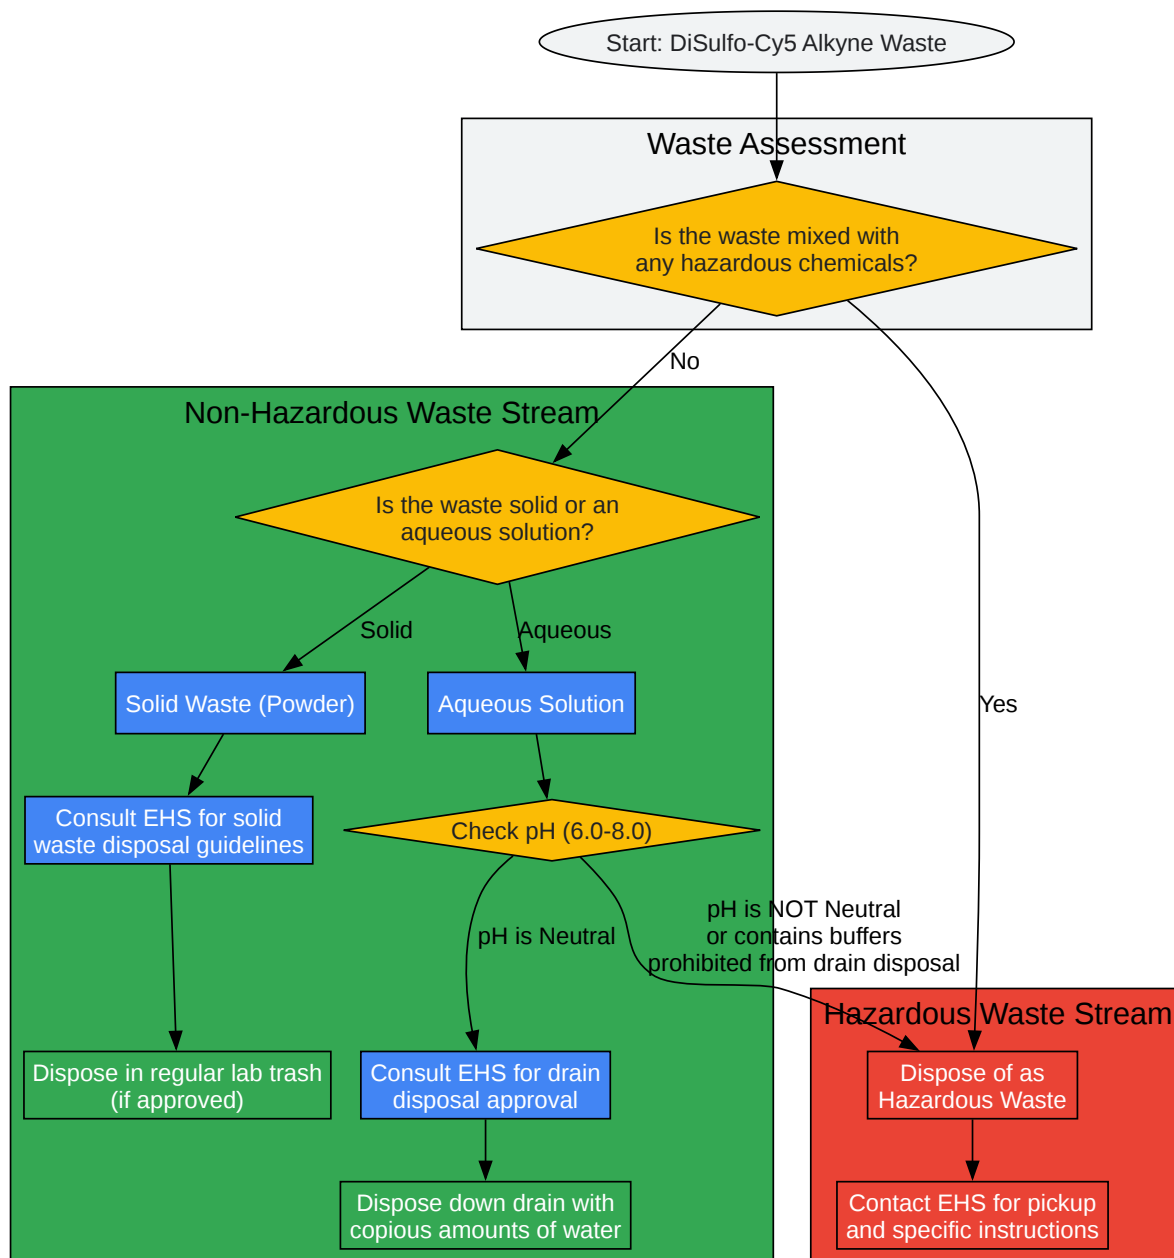 Start: DiSulfo-Cy5 Alkyne Waste
Waste Assessment
Is the waste mixed with
any hazardous chemicals?
No
Yes
Non-Hazardous Waste Stream
Is the waste solid or an
aqueous solution?
Solid
Aqueous
Solid Waste (Powder)
Aqueous Solution
Consult EHS for solid
waste disposal guidelines
Check pH (6.0-8.0)
pH is Neutral
pH is NOT Neutral
or contains buffers
prohibited from drain disposal
Hazardous Waste Stream
Dispose in regular lab trash
(if approved)
Consult EHS for drain
disposal approval
Dispose of as
Hazardous Waste
Dispose down drain with
copious amounts of water
Contact EHS for pickup
and specific instructions